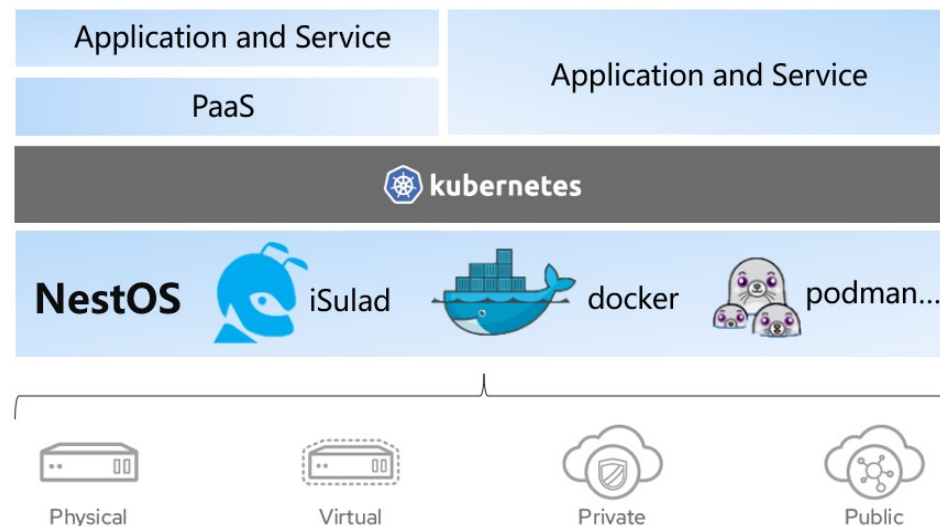 Application and Service
PaaS
Application and Service
kubernetes
NestOS
iSulad
docker
podman...
Physical
Virtual
Private
Public